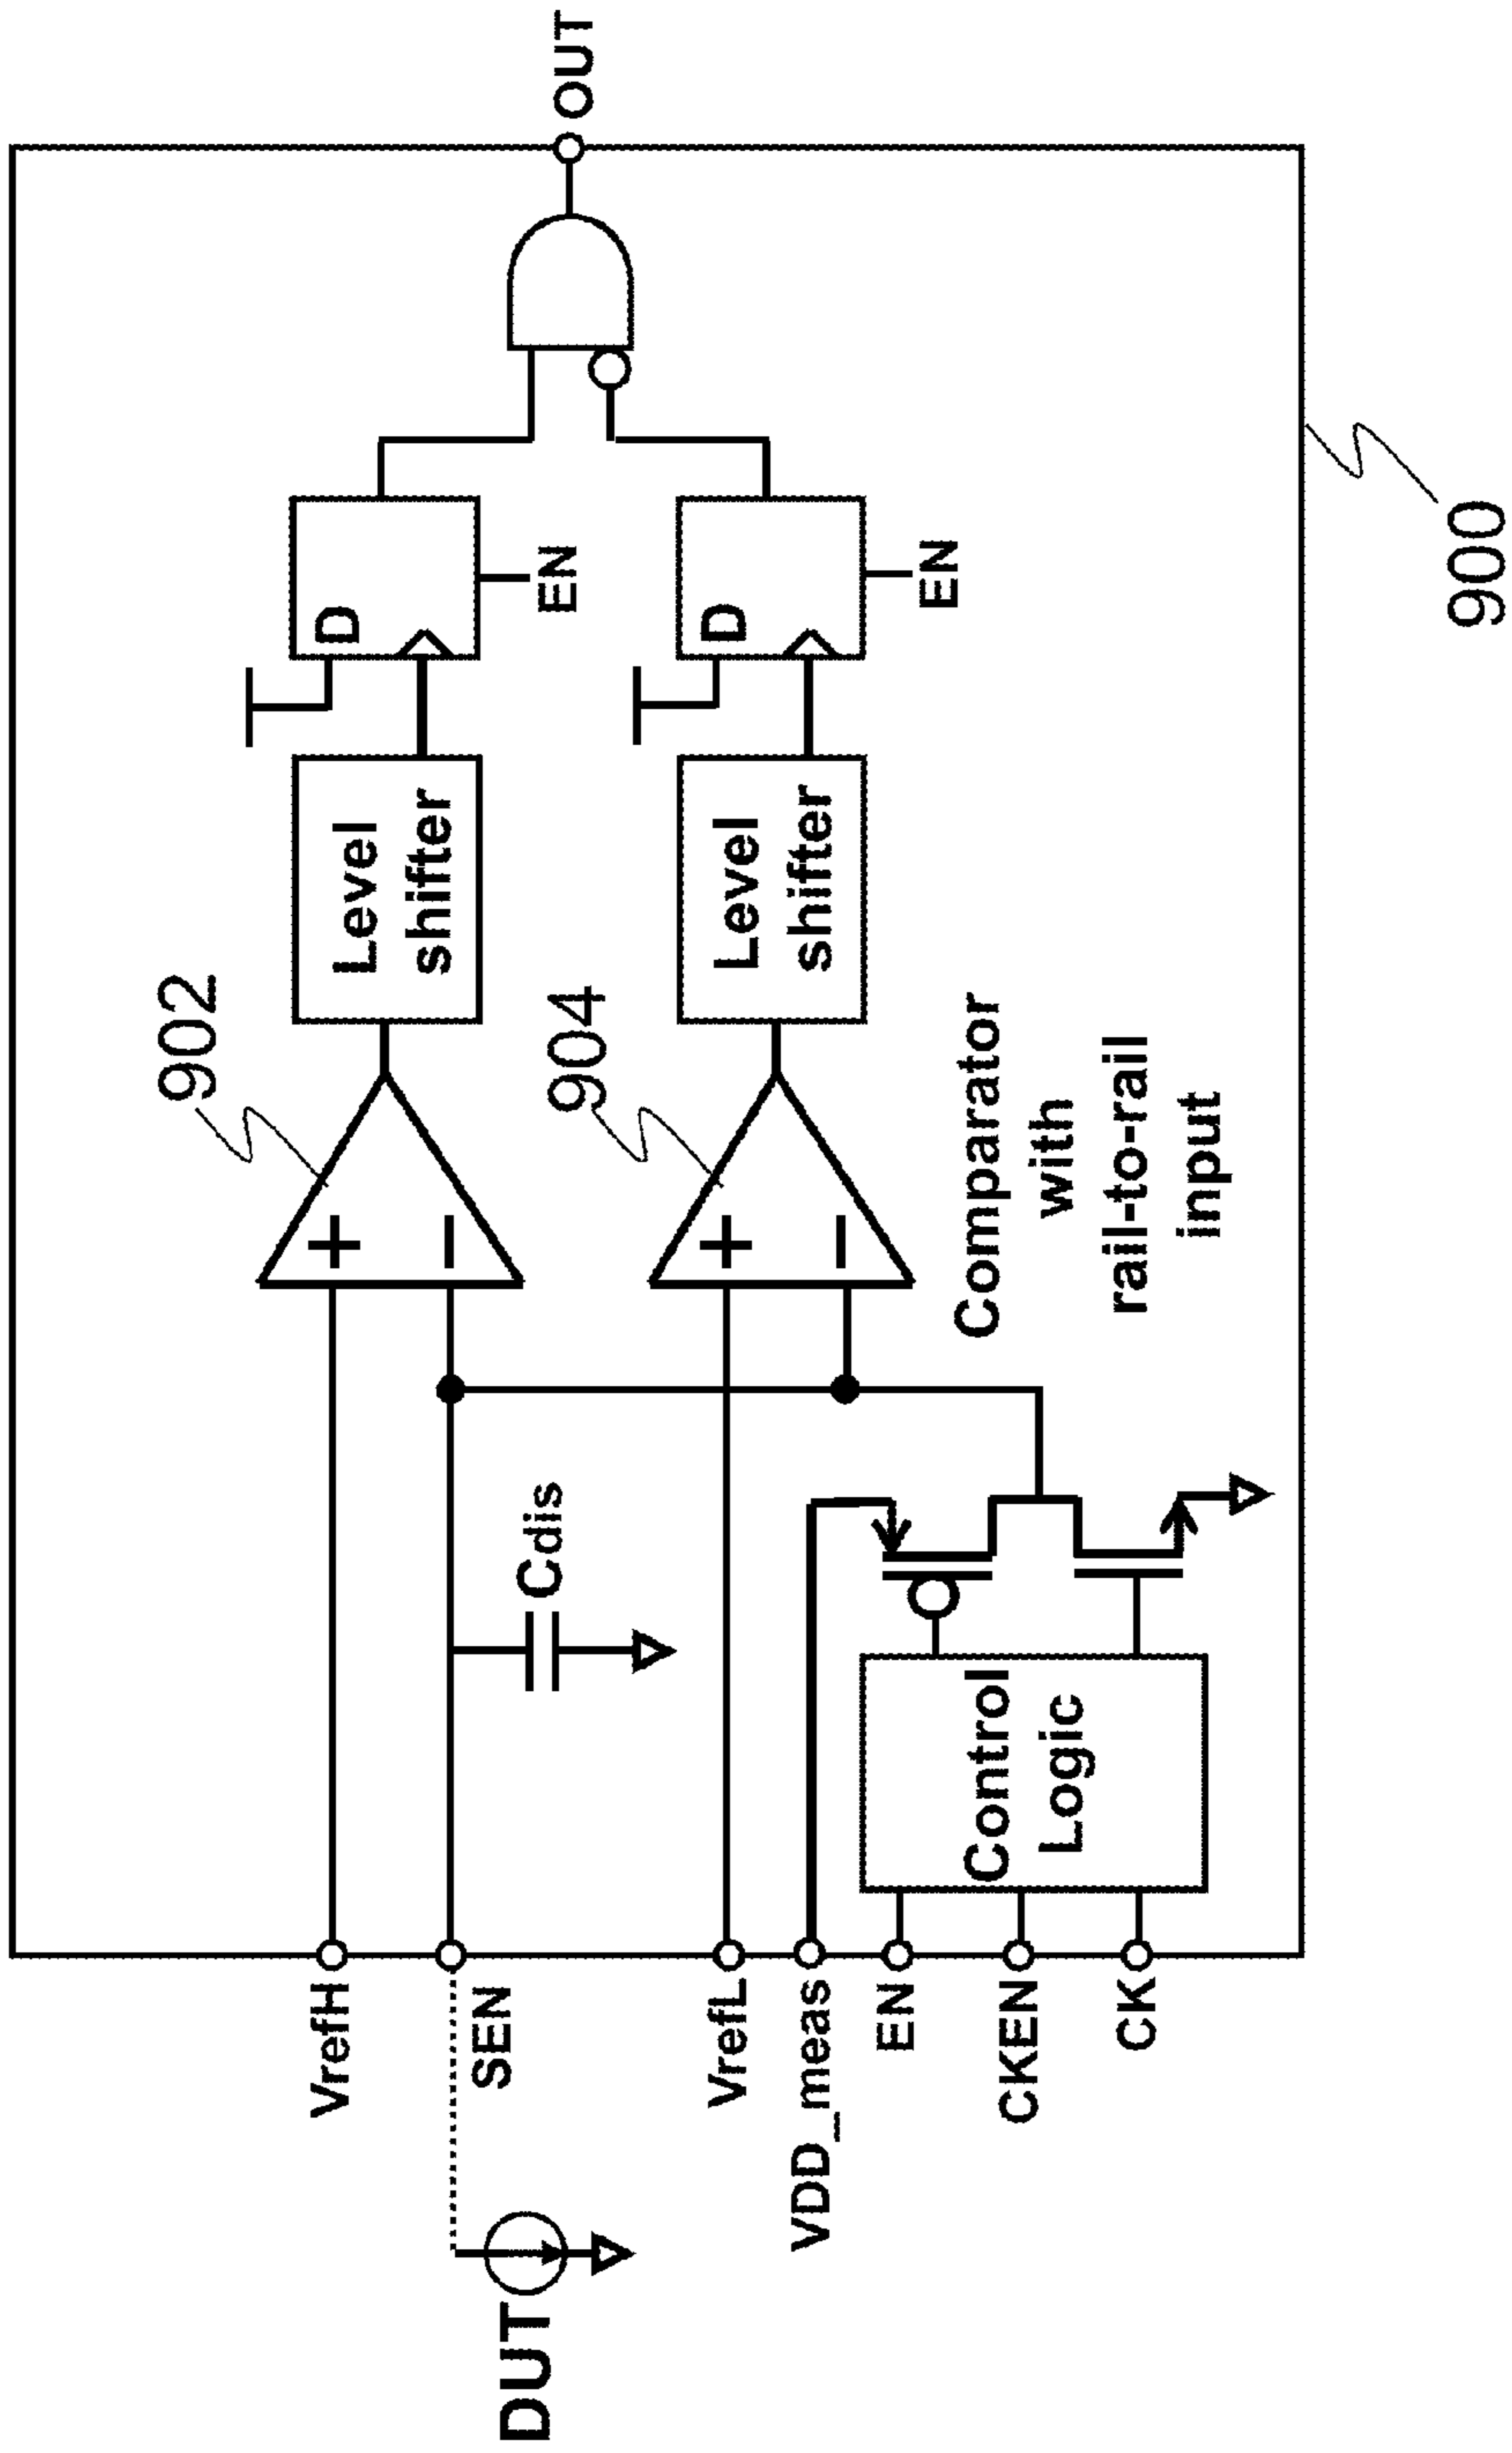 902
Level
shifter
D
EN
OUT
VrefH
SEN
DUT
Cdis
904
Level
shifter
D
EN
VrefL
VDD_meas
EN
CKEN
CK
Control
Logic
Comparator
with
rail-to-rail
input
+
−
+
−
900